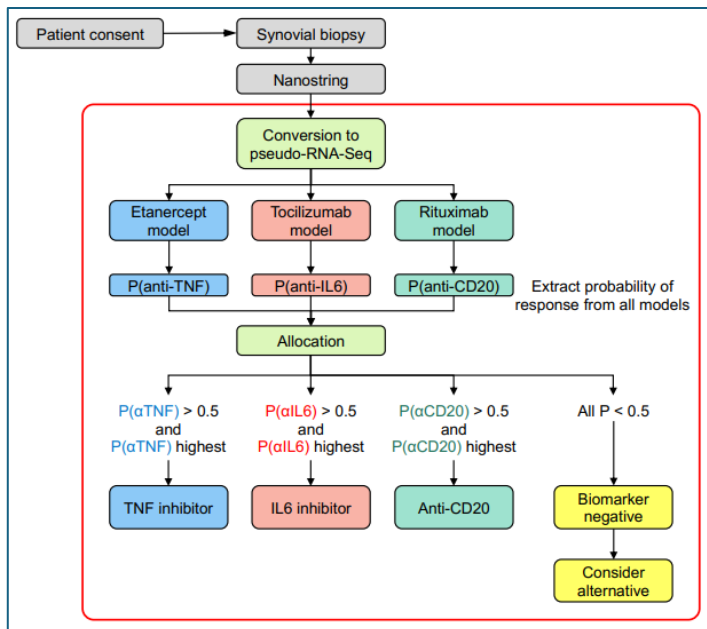 Patient consent
Synovial biopsy
Nanostring
Conversion to
pseudo-RNA-Seq
Etanercept
model
Tocilizumab
model
Rituximab
model
P(anti-TNF)
P(anti-IL6)
P(anti-CD20)
Extract probability of
response from all models
Allocation
P(αTNF) > 0.5
and
P(αTNF) highest
P(αIL6) > 0.5
and
P(αIL6) highest
P(αCD20) > 0.5
and
P(αCD20) highest
All P < 0.5
TNF inhibitor
IL6 inhibitor
Anti-CD20
Biomarker
negative
Consider
alternative